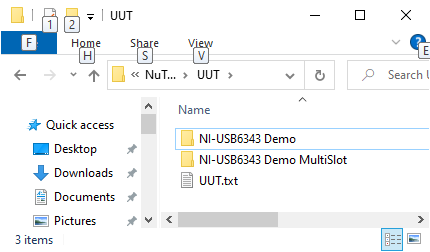 UUT
1 2
F Home Share View
H S V E
« NuT... > UUT > Search U
Name
Quick access
NI-USB6343 Demo
Desktop
NI-USB6343 Demo MultiSlot
Downloads
UUT.txt
Documents
Pictures
3 items